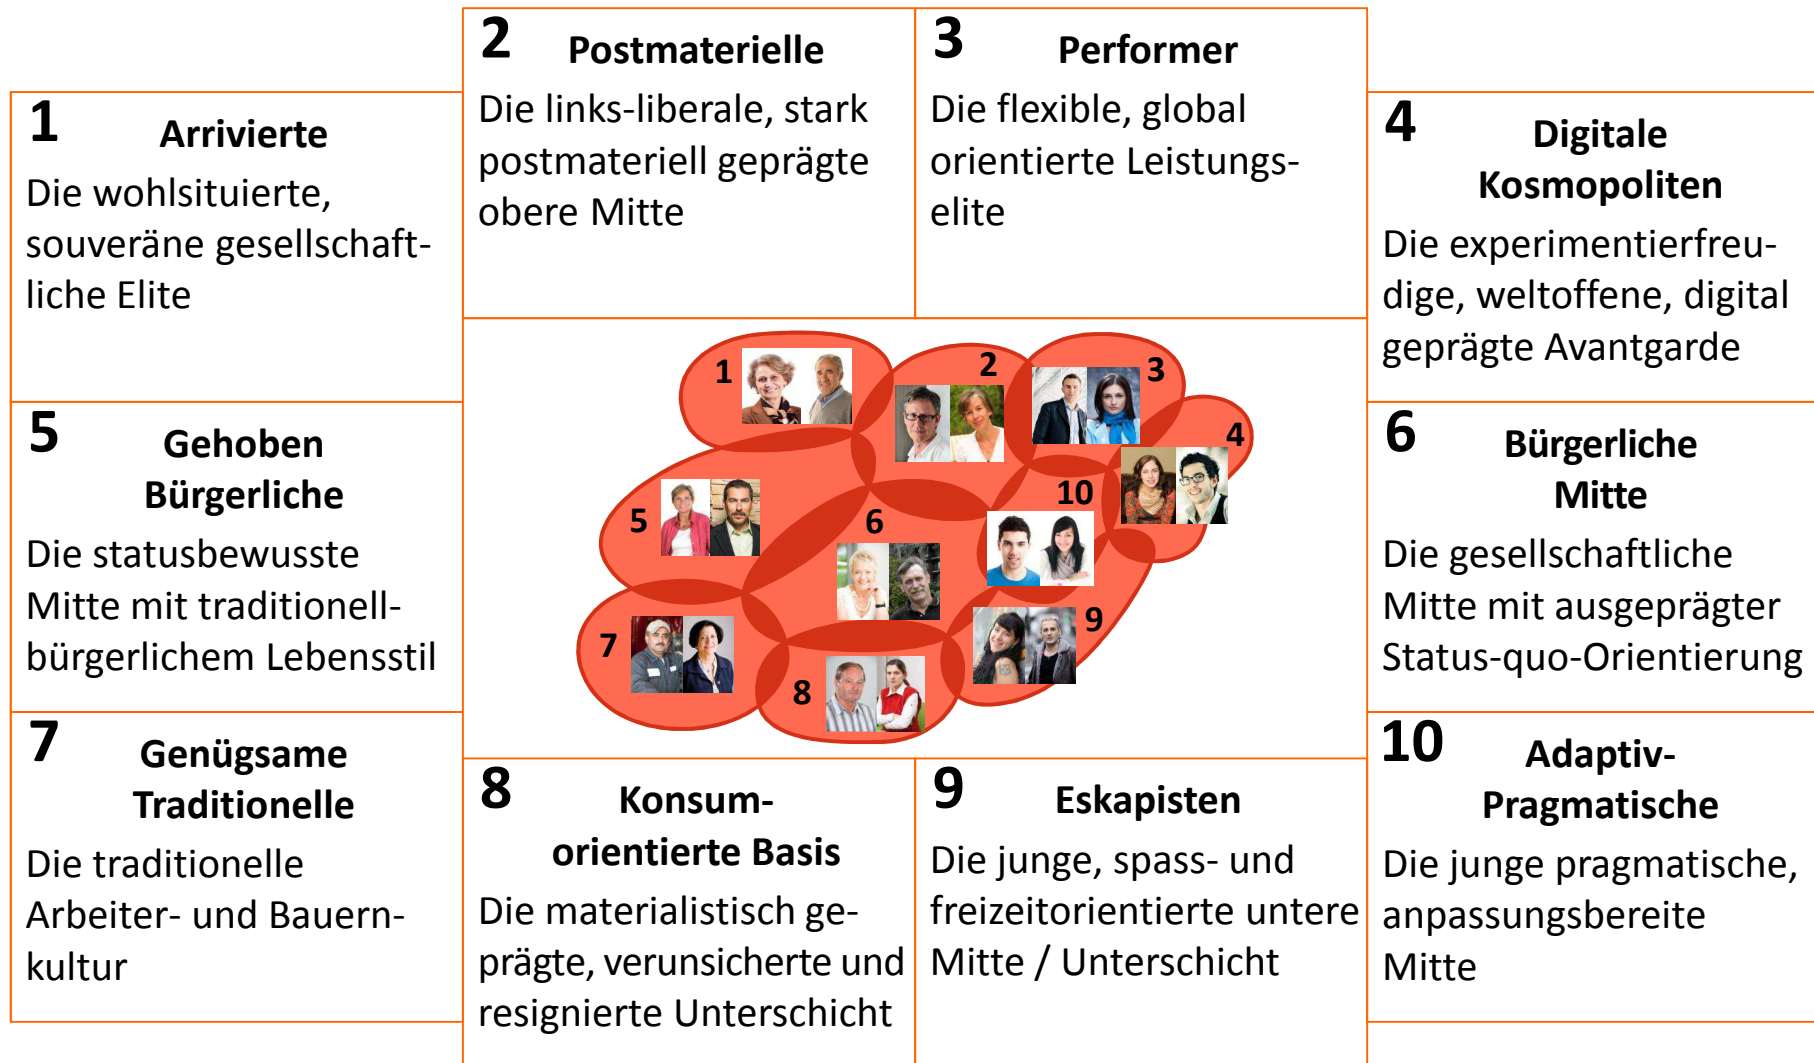 1 Arrivierte
Die wohlsituierte,
souveräne gesellschaft-
liche Elite
2 Postmaterielle
Die links-liberale, stark
postmateriell geprägte
obere Mitte
3 Performer
Die flexible, global
orientierte Leistungs-
elite
4 Digitale
Kosmopoliten
Die experimentierfreu-
dige, weltoffene, digital
geprägte Avantgarde
5 Gehoben
Bürgerliche
Die statusbewusste
Mitte mit traditionell-
bürgerlichem Lebensstil
1
2
3
4
5
6
10
7
8
9
6 Bürgerliche
Mitte
Die gesellschaftliche
Mitte mit ausgeprägter
Status-quo-Orientierung
7 Genügsame
Traditionelle
Die traditionelle
Arbeiter- und Bauern-
kultur
8 Konsum-
orientierte Basis
Die materialistisch ge-
prägte, verunsicherte und
resignierte Unterschicht
9 Eskapisten
Die junge, spass- und
freizeitorientierte untere
Mitte / Unterschicht
10 Adaptiv-
Pragmatische
Die junge pragmatische,
anpassungsbereite
Mitte